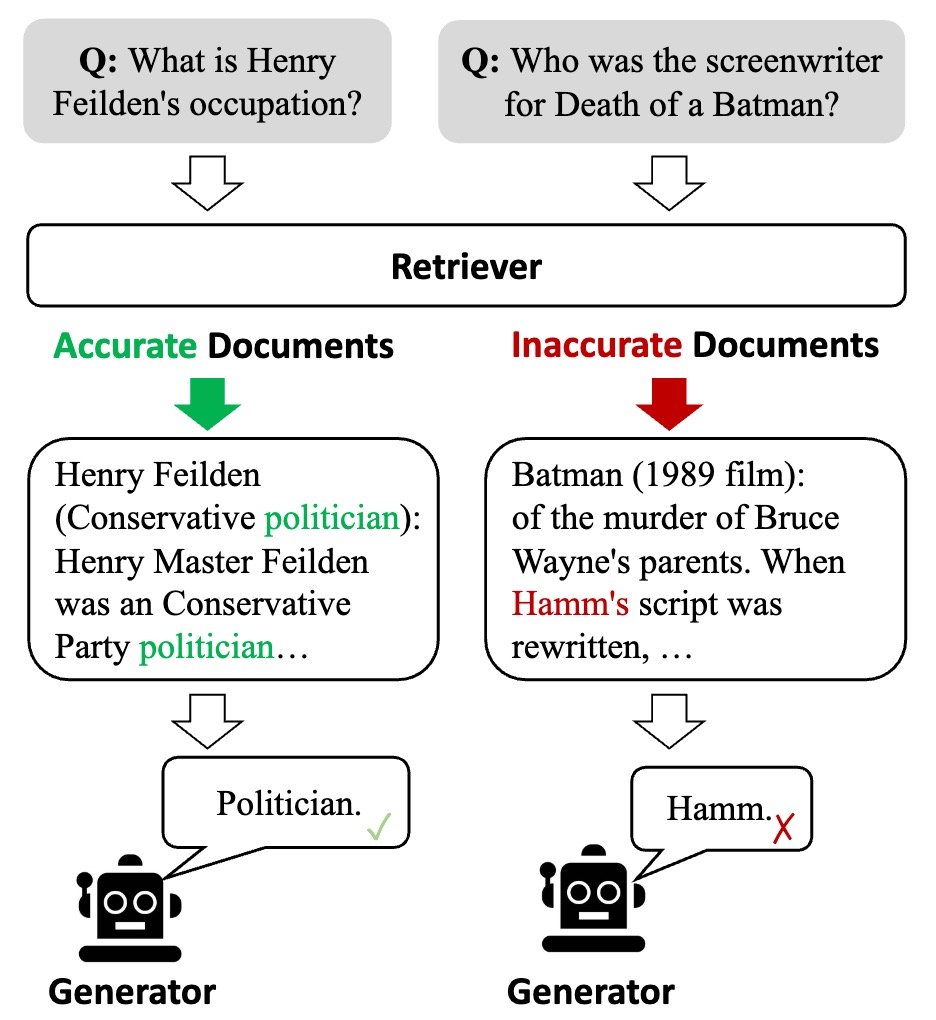 Q: What is Henry
Feilden's occupation?
Q: Who was the screenwriter
for Death of a Batman?
Retriever
Accurate Documents
Inaccurate Documents
Henry Feilden
(Conservative politician):
Henry Master Feilden
was an Conservative
Party politician…
Batman (1989 film):
of the murder of Bruce
Wayne's parents. When
Hamm's script was
rewritten, …
Politician.
Hamm.
Generator
Generator